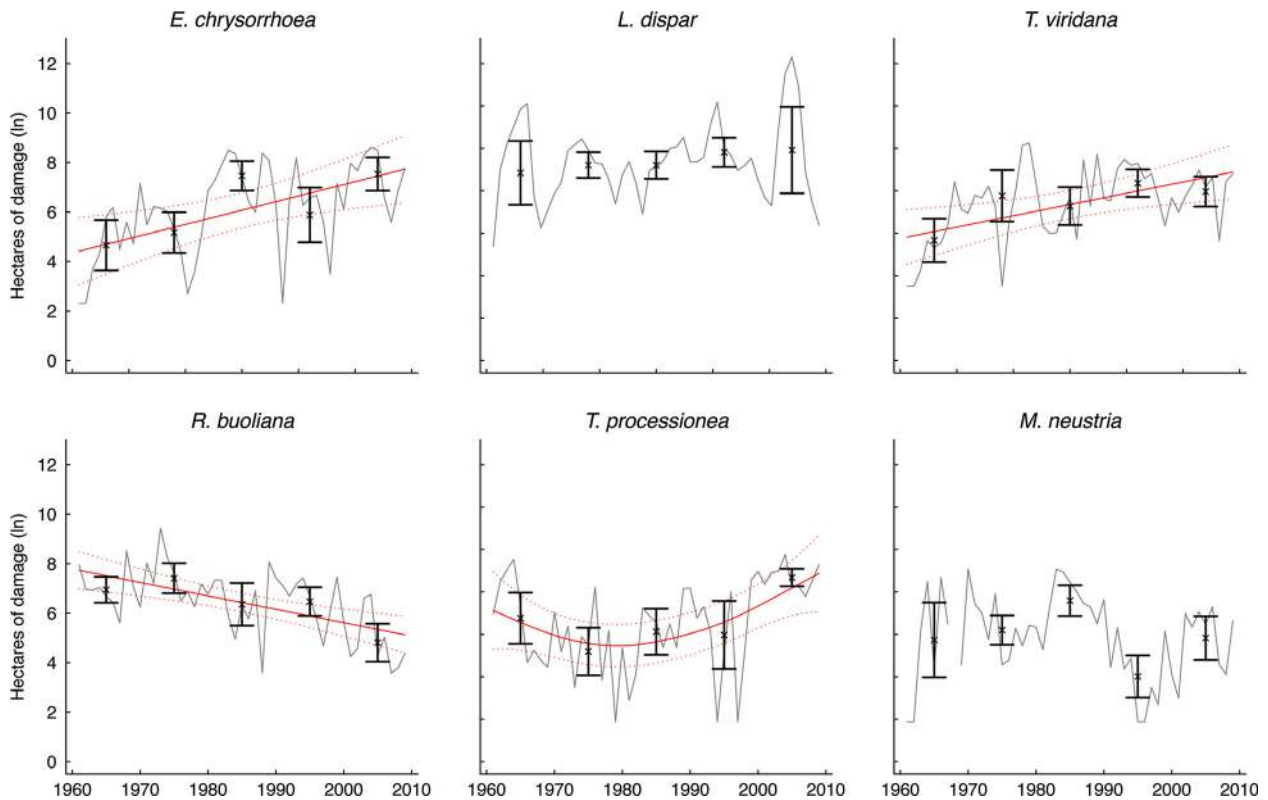 E. chrysorrhoea
L. dispar
T. viridana
Hectares of damage (ln)
12
10
8
6
4
2
0
R. buoliana
T. processionea
M. neustria
Hectares of damage (ln)
12
10
8
6
4
2
0
1960 1970 1980 1990 2000 2010
1960 1970 1980 1990 2000 2010
1960 1970 1980 1990 2000 2010